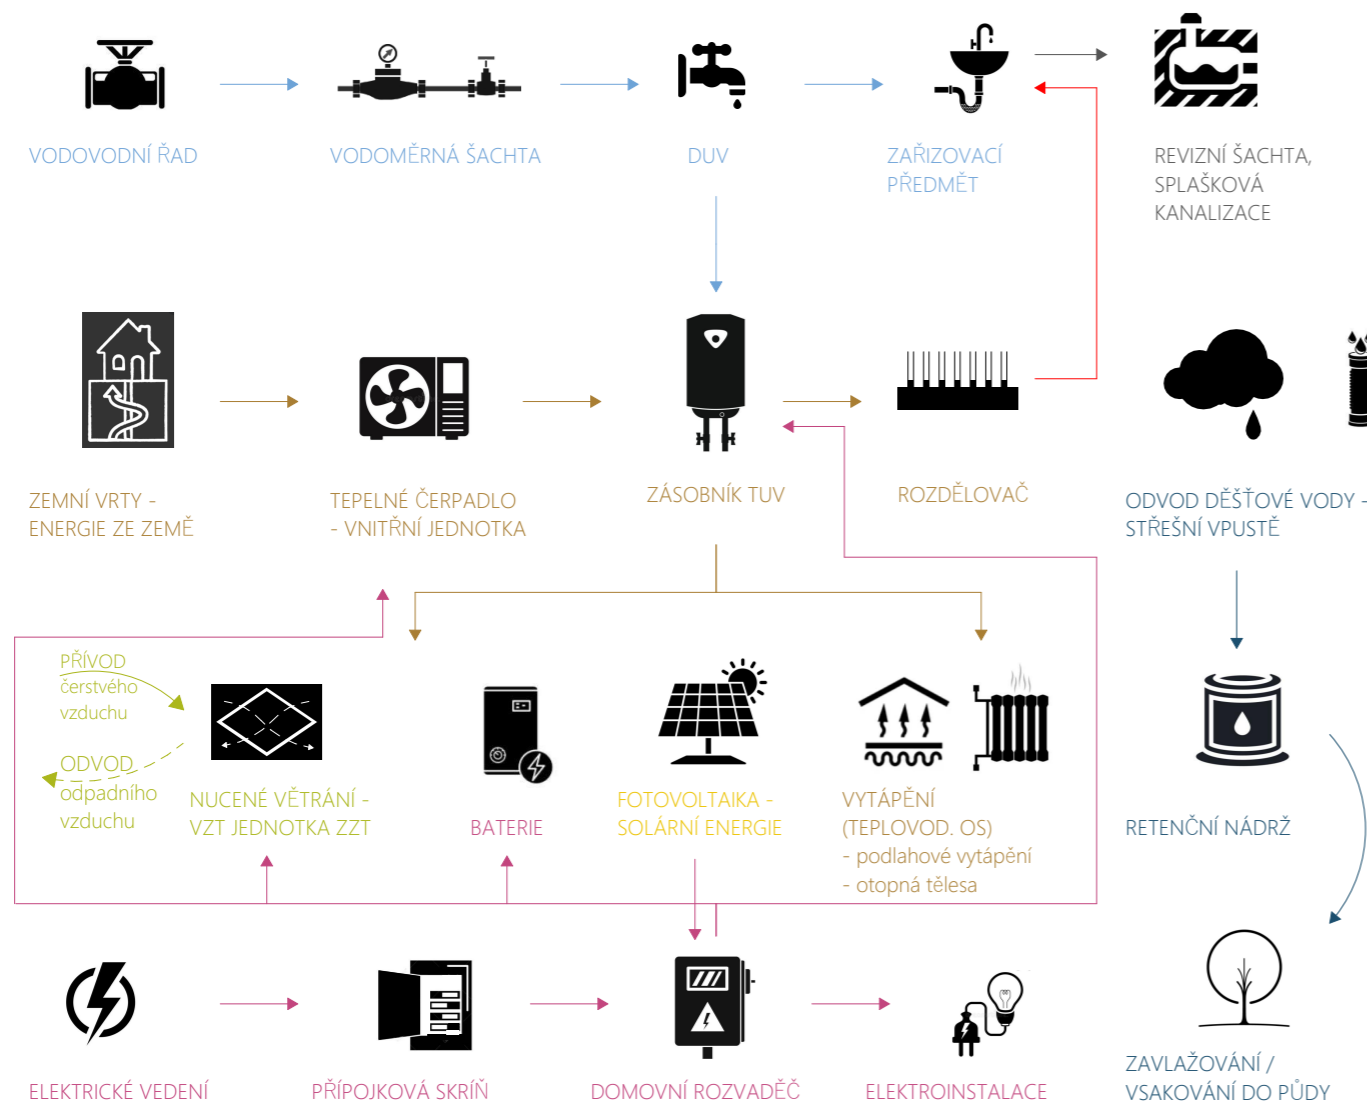 VODOVODNÍ ŘAD
VODOMĚRNÁ ŠACHTA
DUV
ZAŘIZOVACÍ
PŘEDMĚT
REVIZNÍ ŠACHTA,
SPLAŠKOVÁ
KANALIZACE
ZEMNÍ VRTY -
ENERGIE ZE ZEMĚ
TEPELNÉ ČERPADLO
- VNITŘNÍ JEDNOTKA
ZÁSOBNÍK TUV
ROZDĚLOVAČ
ODVOD DĚŠŤOVÉ VODY -
STŘEŠNÍ VPUSTĚ
PŘÍVOD
čerstvého
vzduchu
ODVOD
odpadního
vzduchu
NUCENÉ VĚTRÁNÍ -
VZT JEDNOTKA ZZT
BATERIE
FOTOVOLTAIKA -
SOLÁRNÍ ENERGIE
VYTÁPĚNÍ
(TEPLOVOD. OS)
- podlahové vytápění
- otopná tělesa
RETENČNÍ NÁDRŽ
ELEKTRICKÉ VEDENÍ
PŘÍPOJKOVÁ SKŘÍŇ
DOMOVNÍ ROZVADĚČ
ELEKTROINSTALACE
ZAVLAŽOVÁNÍ /
VSAKOVÁNÍ DO PŮDY